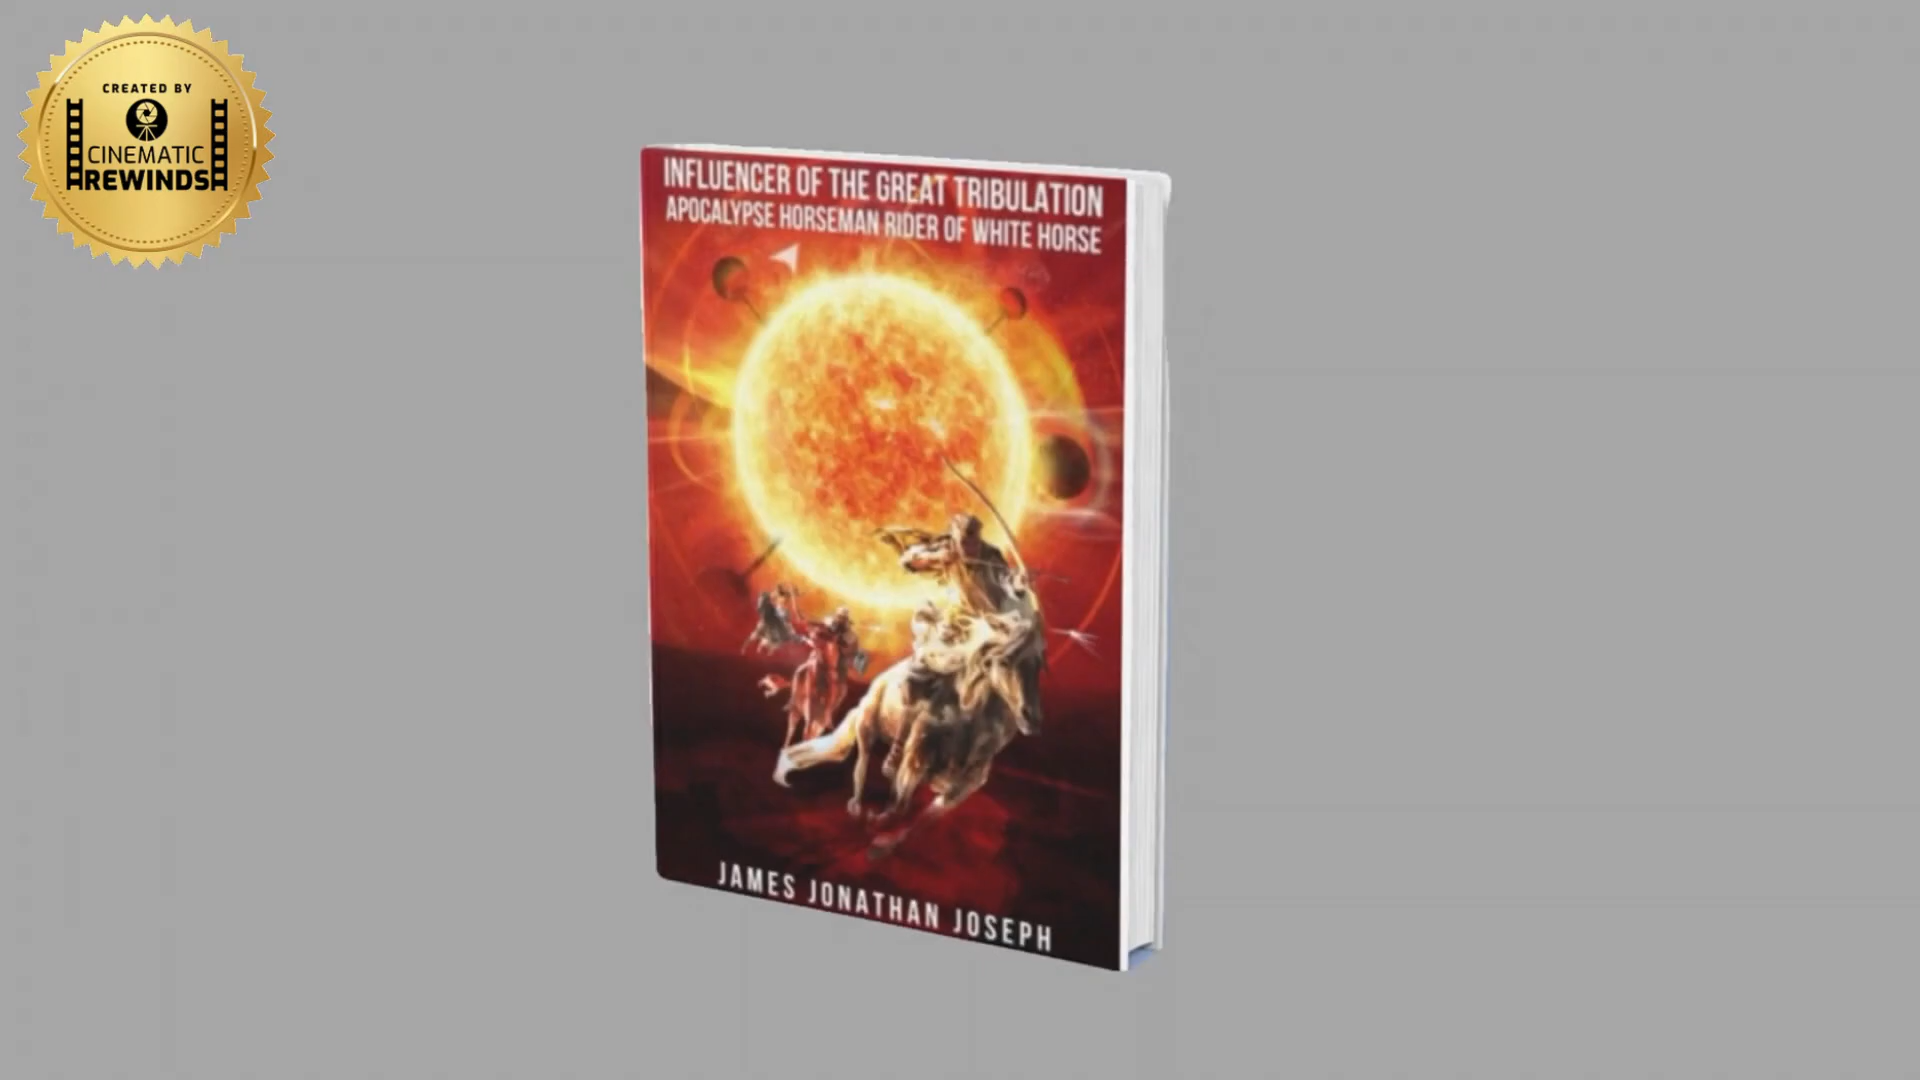 CREATED BY
CINEMATIC
REWINDS
INFLUENCER OF THE GREAT TRIBULATION
APOCALYPSE HORSEMAN RIDER OF WHITE HORSE
JAMES JONATHAN JOSEPH